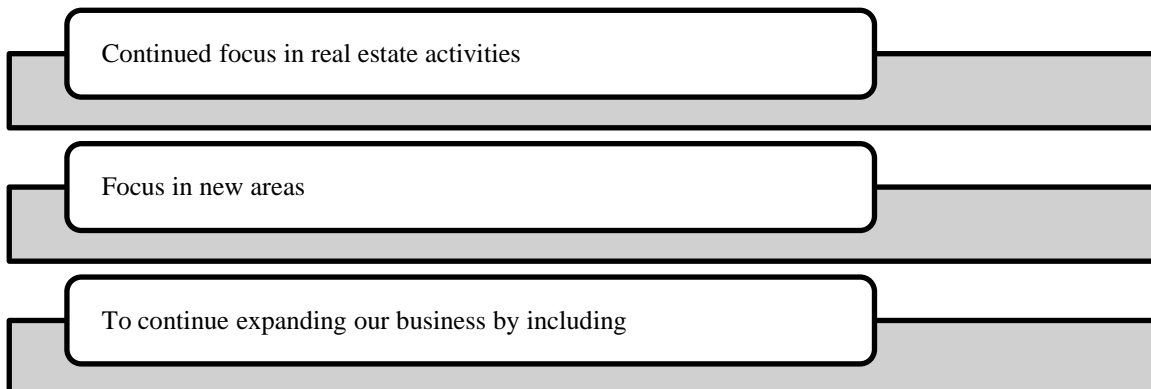 Continued focus in real estate activities
Focus in new areas
To continue expanding our business by including